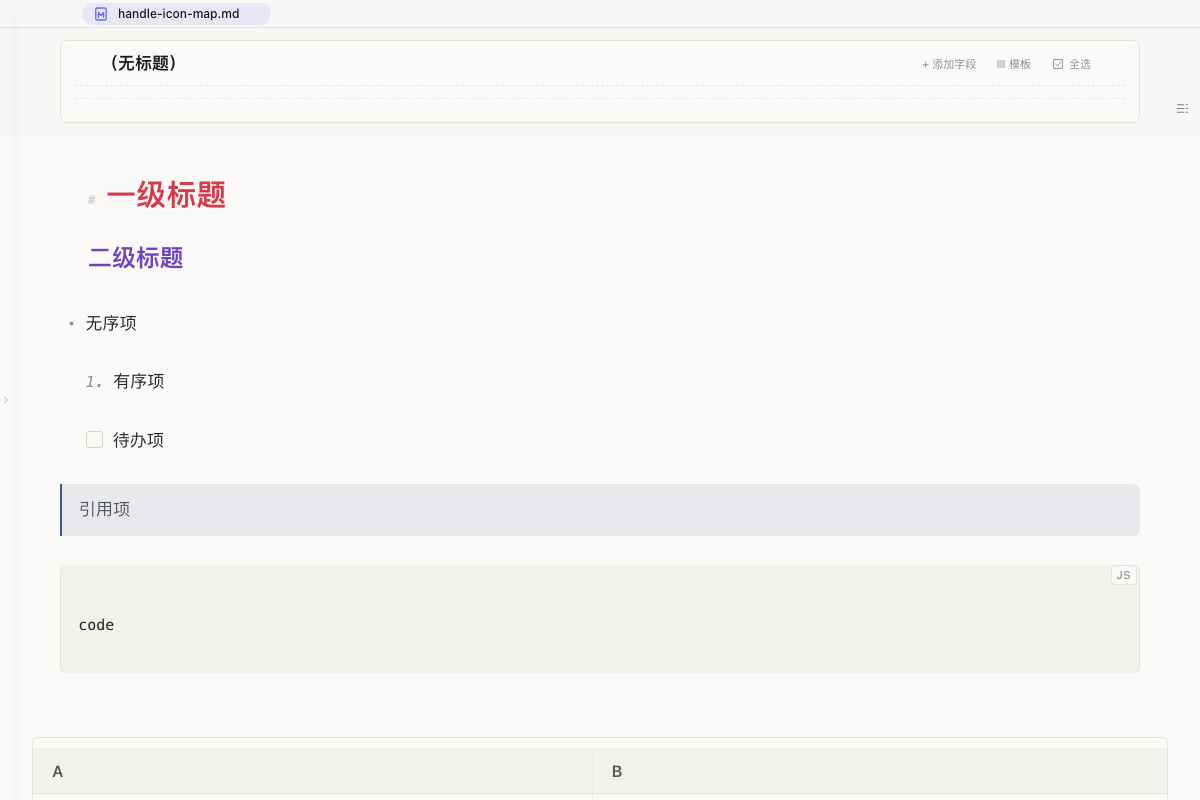 handle-icon-map.md
(无标题)
+ 添加字段 模板 全选
# 一级标题
二级标题
• 无序项
1. 有序项
待办项
引用项
JS
code
A B